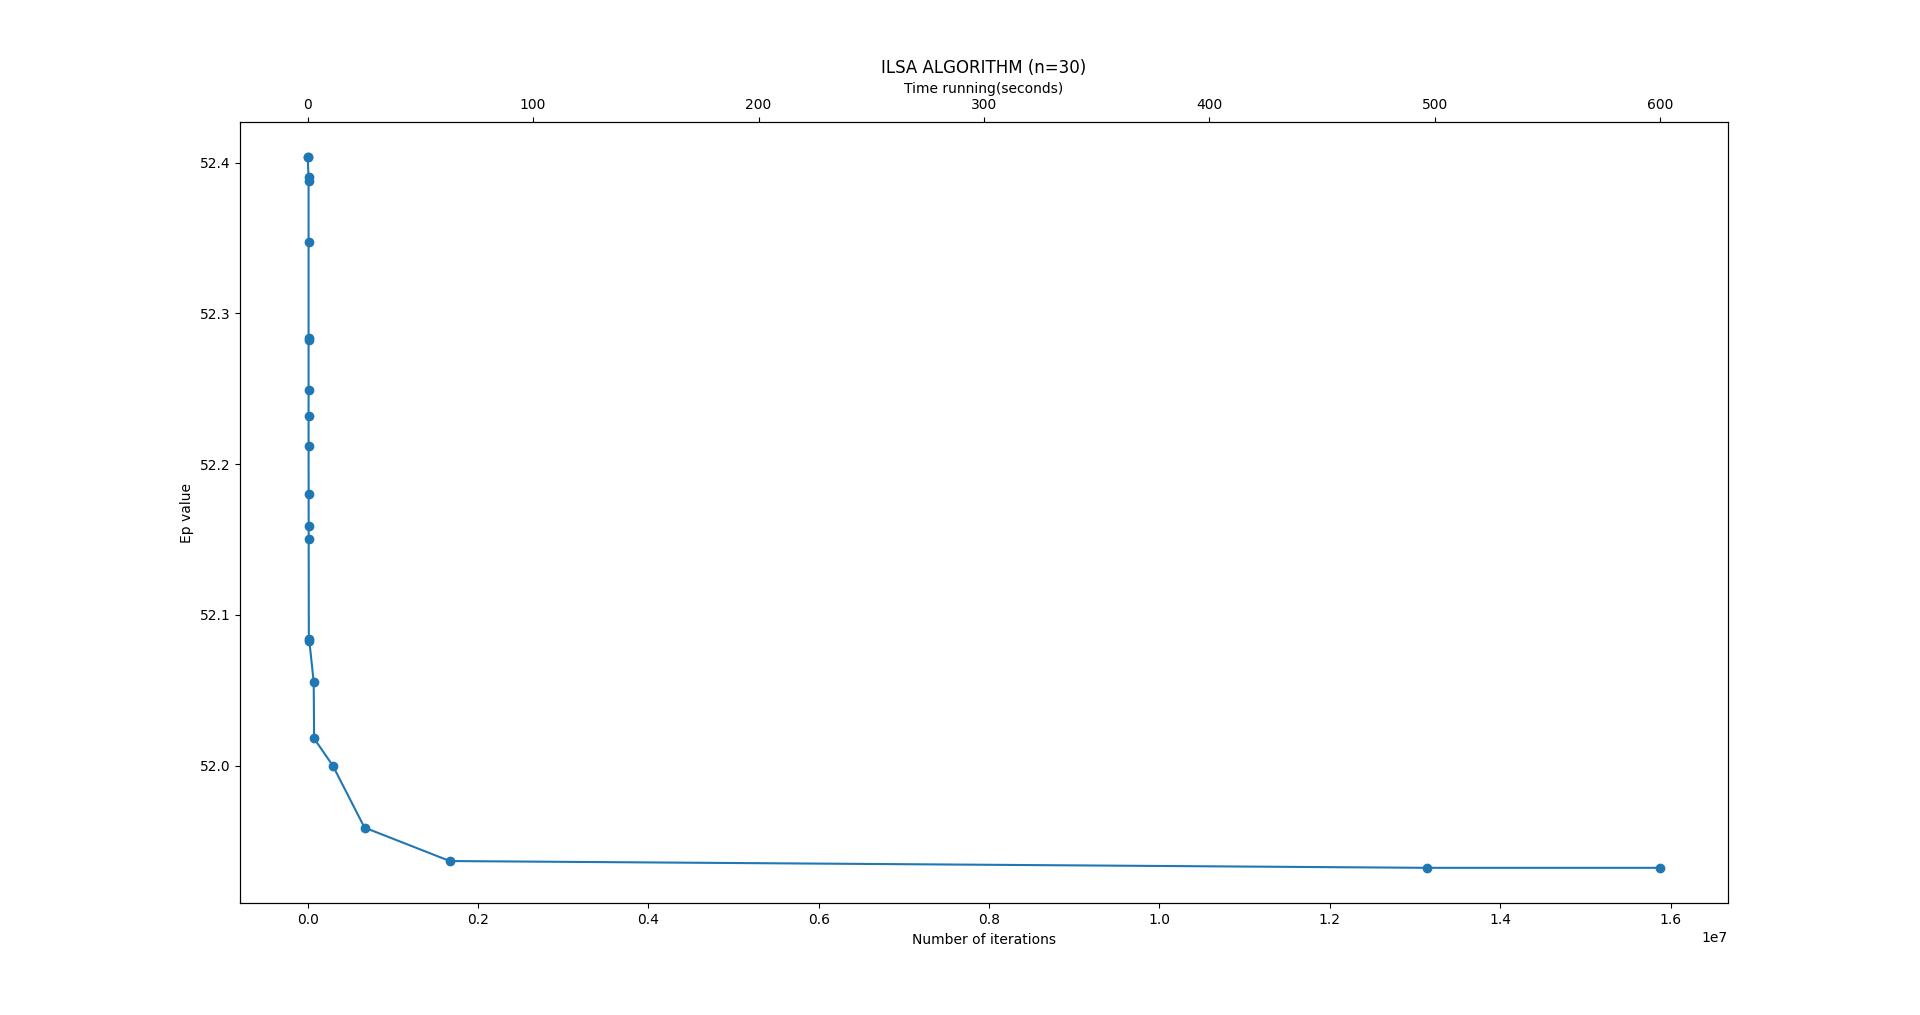 ILSA ALGORITHM (n=30)
Time running(seconds)
0 100 200 300 400 500 600
52.4
52.3
52.2
52.1
52.0
Ep value
0.0 0.2 0.4 0.6 0.8 1.0 1.2 1.4 1.6
1e7
Number of iterations